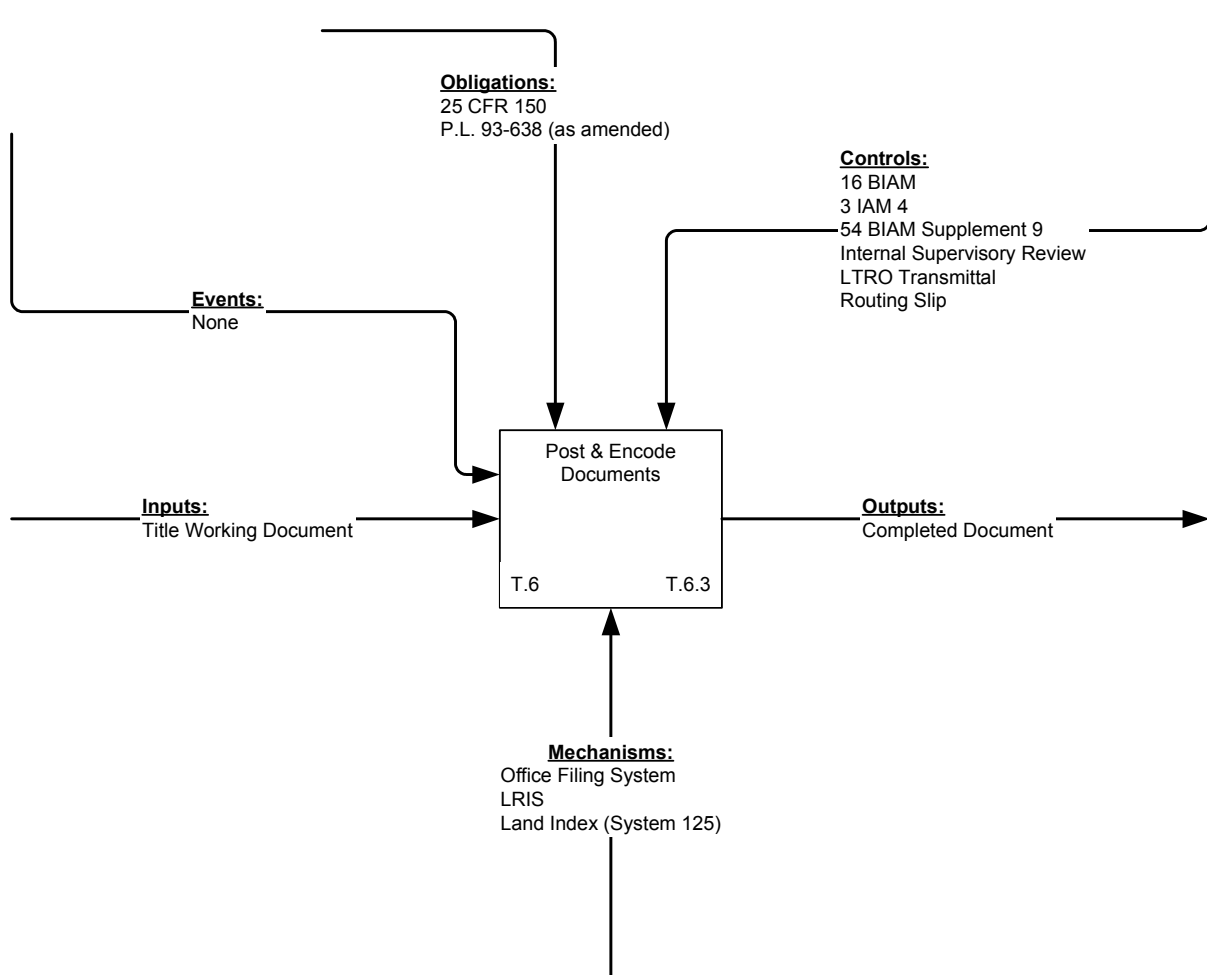 Obligations:
25 CFR 150
P.L. 93-638 (as amended)
Controls:
16 BIAM
3 IAM 4
54 BIAM Supplement 9
Internal Supervisory Review
LTRO Transmittal
Routing Slip
Events:
None
Post & Encode
Documents
T.6 T.6.3
Inputs:
Title Working Document
Outputs:
Completed Document
Mechanisms:
Office Filing System
LRIS
Land Index (System 125)